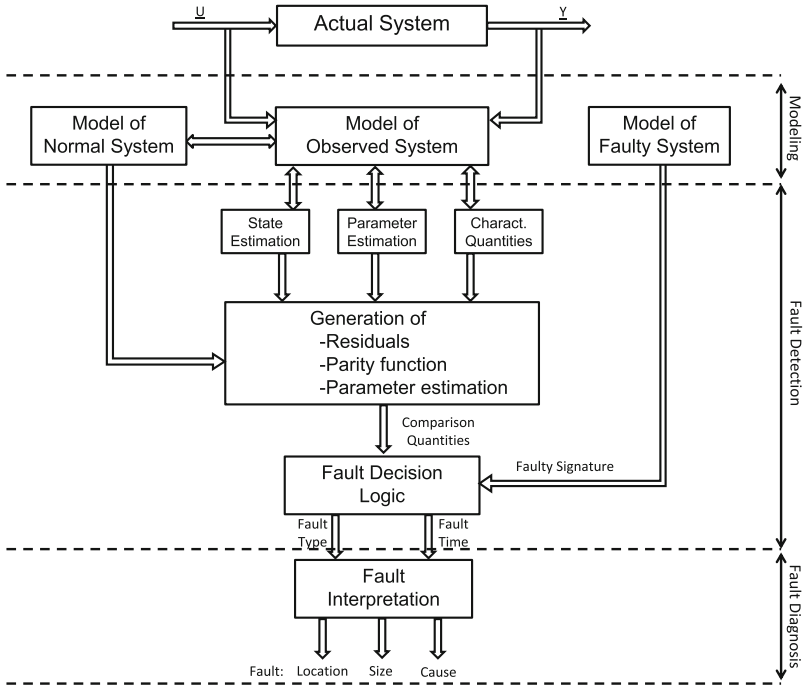 U
Actual System
Y
Model of
Normal System
Model of
Observed System
Model of
Faulty System
Modeling
State
Estimation
Parameter
Estimation
Charact.
Quantities
Generation of
-Residuals
-Parity function
-Parameter estimation
Fault Detection
Comparison
Quantities
Fault Decision
Logic
Faulty Signature
Fault
Type
Fault
Time
Fault
Interpretation
Fault Diagnosis
Fault: Location Size Cause